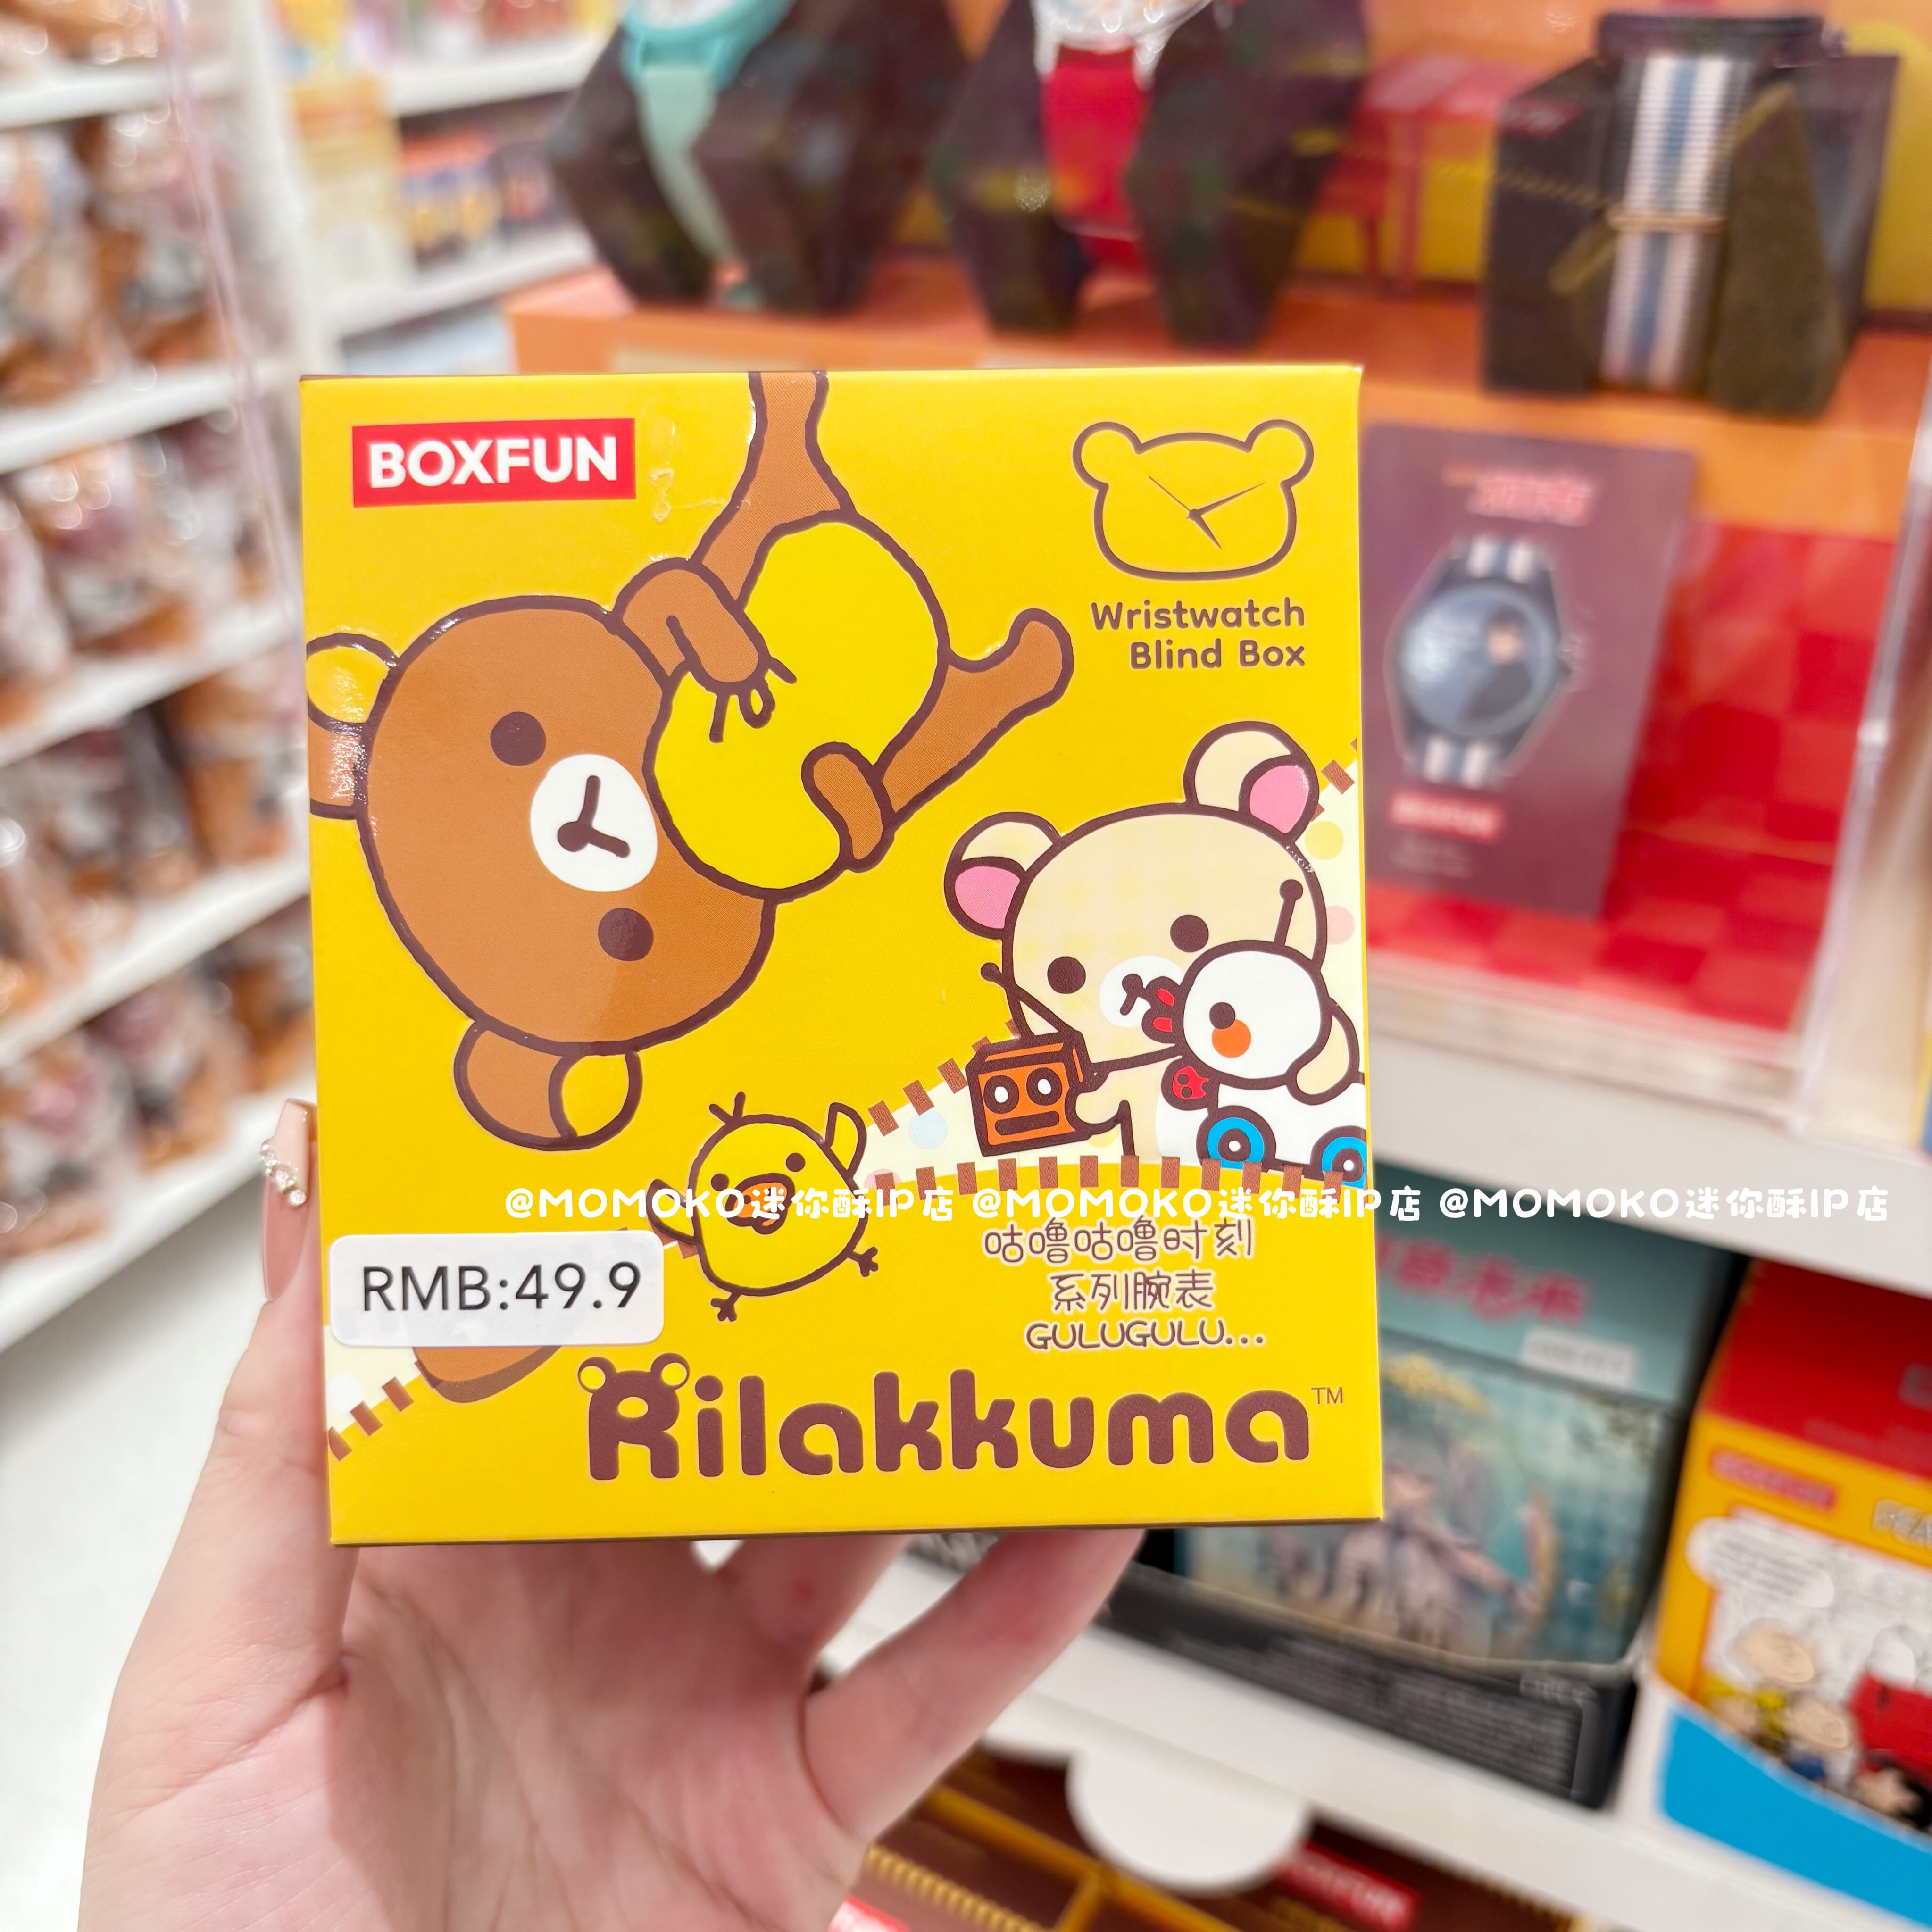 BOXFUN
Wristwatch
Blind Box
@MOMOKO迷你酥IP店 @MOMOKO迷你酥IP店 @MOMOKO迷你酥IP店
咕噜咕噜时刻
系列腕表
GULUGULU...
RMB:49.9
Rilakkuma™
BOXFUN